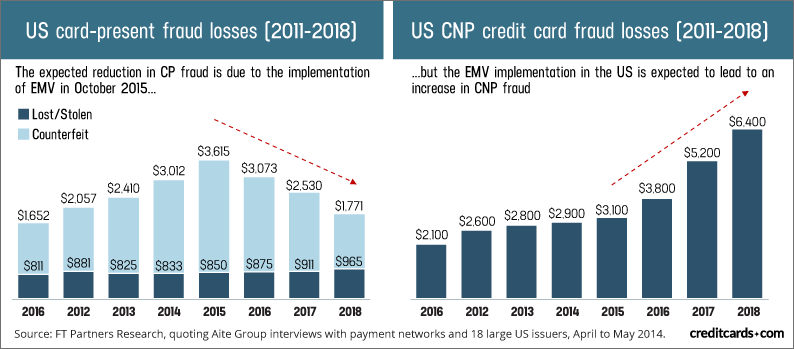 US card-present fraud losses (2011-2018)
The expected reduction in CP fraud is due to the implementation
of EMV in October 2015...
Lost/Stolen
Counterfeit
$1,652 $2,057 $2,410 $3,012 $3,615 $3,073 $2,530 $1,771
$811 $881 $825 $833 $850 $875 $911 $965
2016 2012 2013 2014 2015 2016 2017 2018
US CNP credit card fraud losses (2011-2018)
...but the EMV implementation in the US is expected to lead to an
increase in CNP fraud
$2,100 $2,600 $2,800 $2,900 $3,100 $3,800 $5,200 $6,400
2016 2012 2013 2014 2015 2016 2017 2018
Source: FT Partners Research, quoting Aite Group interviews with payment networks and 18 large US issuers, April to May 2014.
creditcards.com